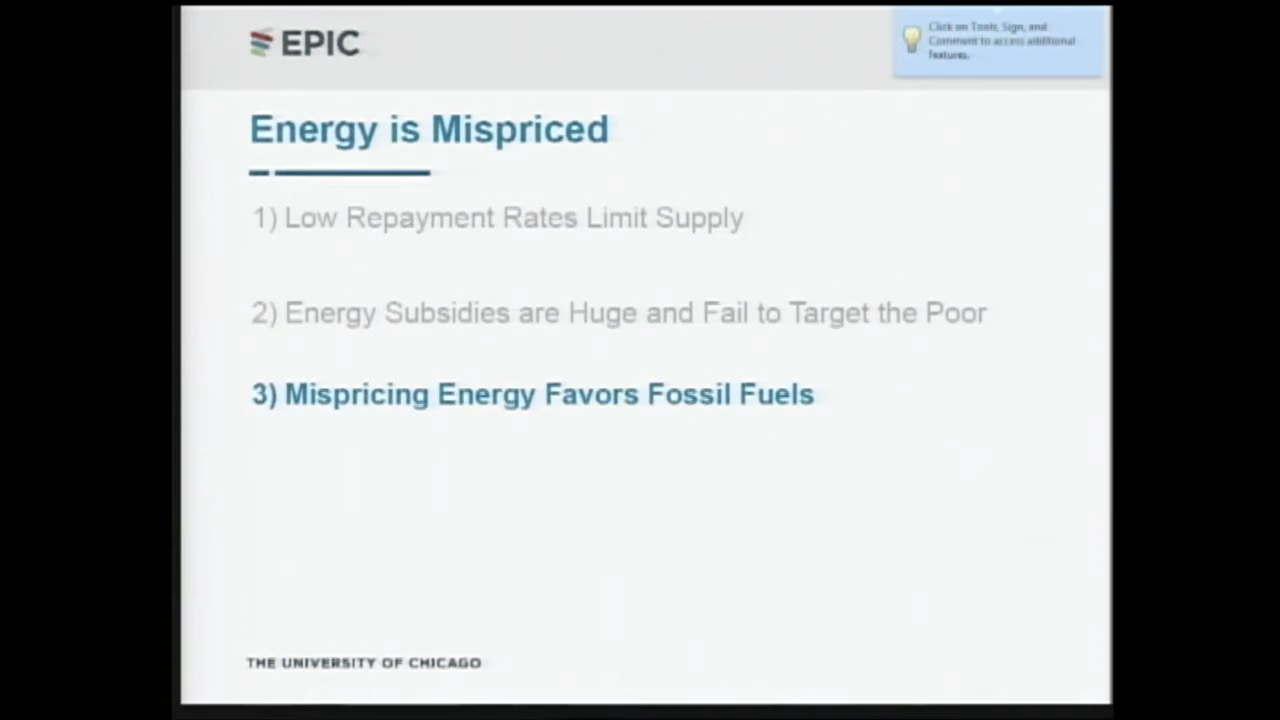 EPIC
Click on Tools, Sign, and
Comment to access additional
features.
Energy is Mispriced
1) Low Repayment Rates Limit Supply
2) Energy Subsidies are Huge and Fail to Target the Poor
3) Mispricing Energy Favors Fossil Fuels
THE UNIVERSITY OF CHICAGO